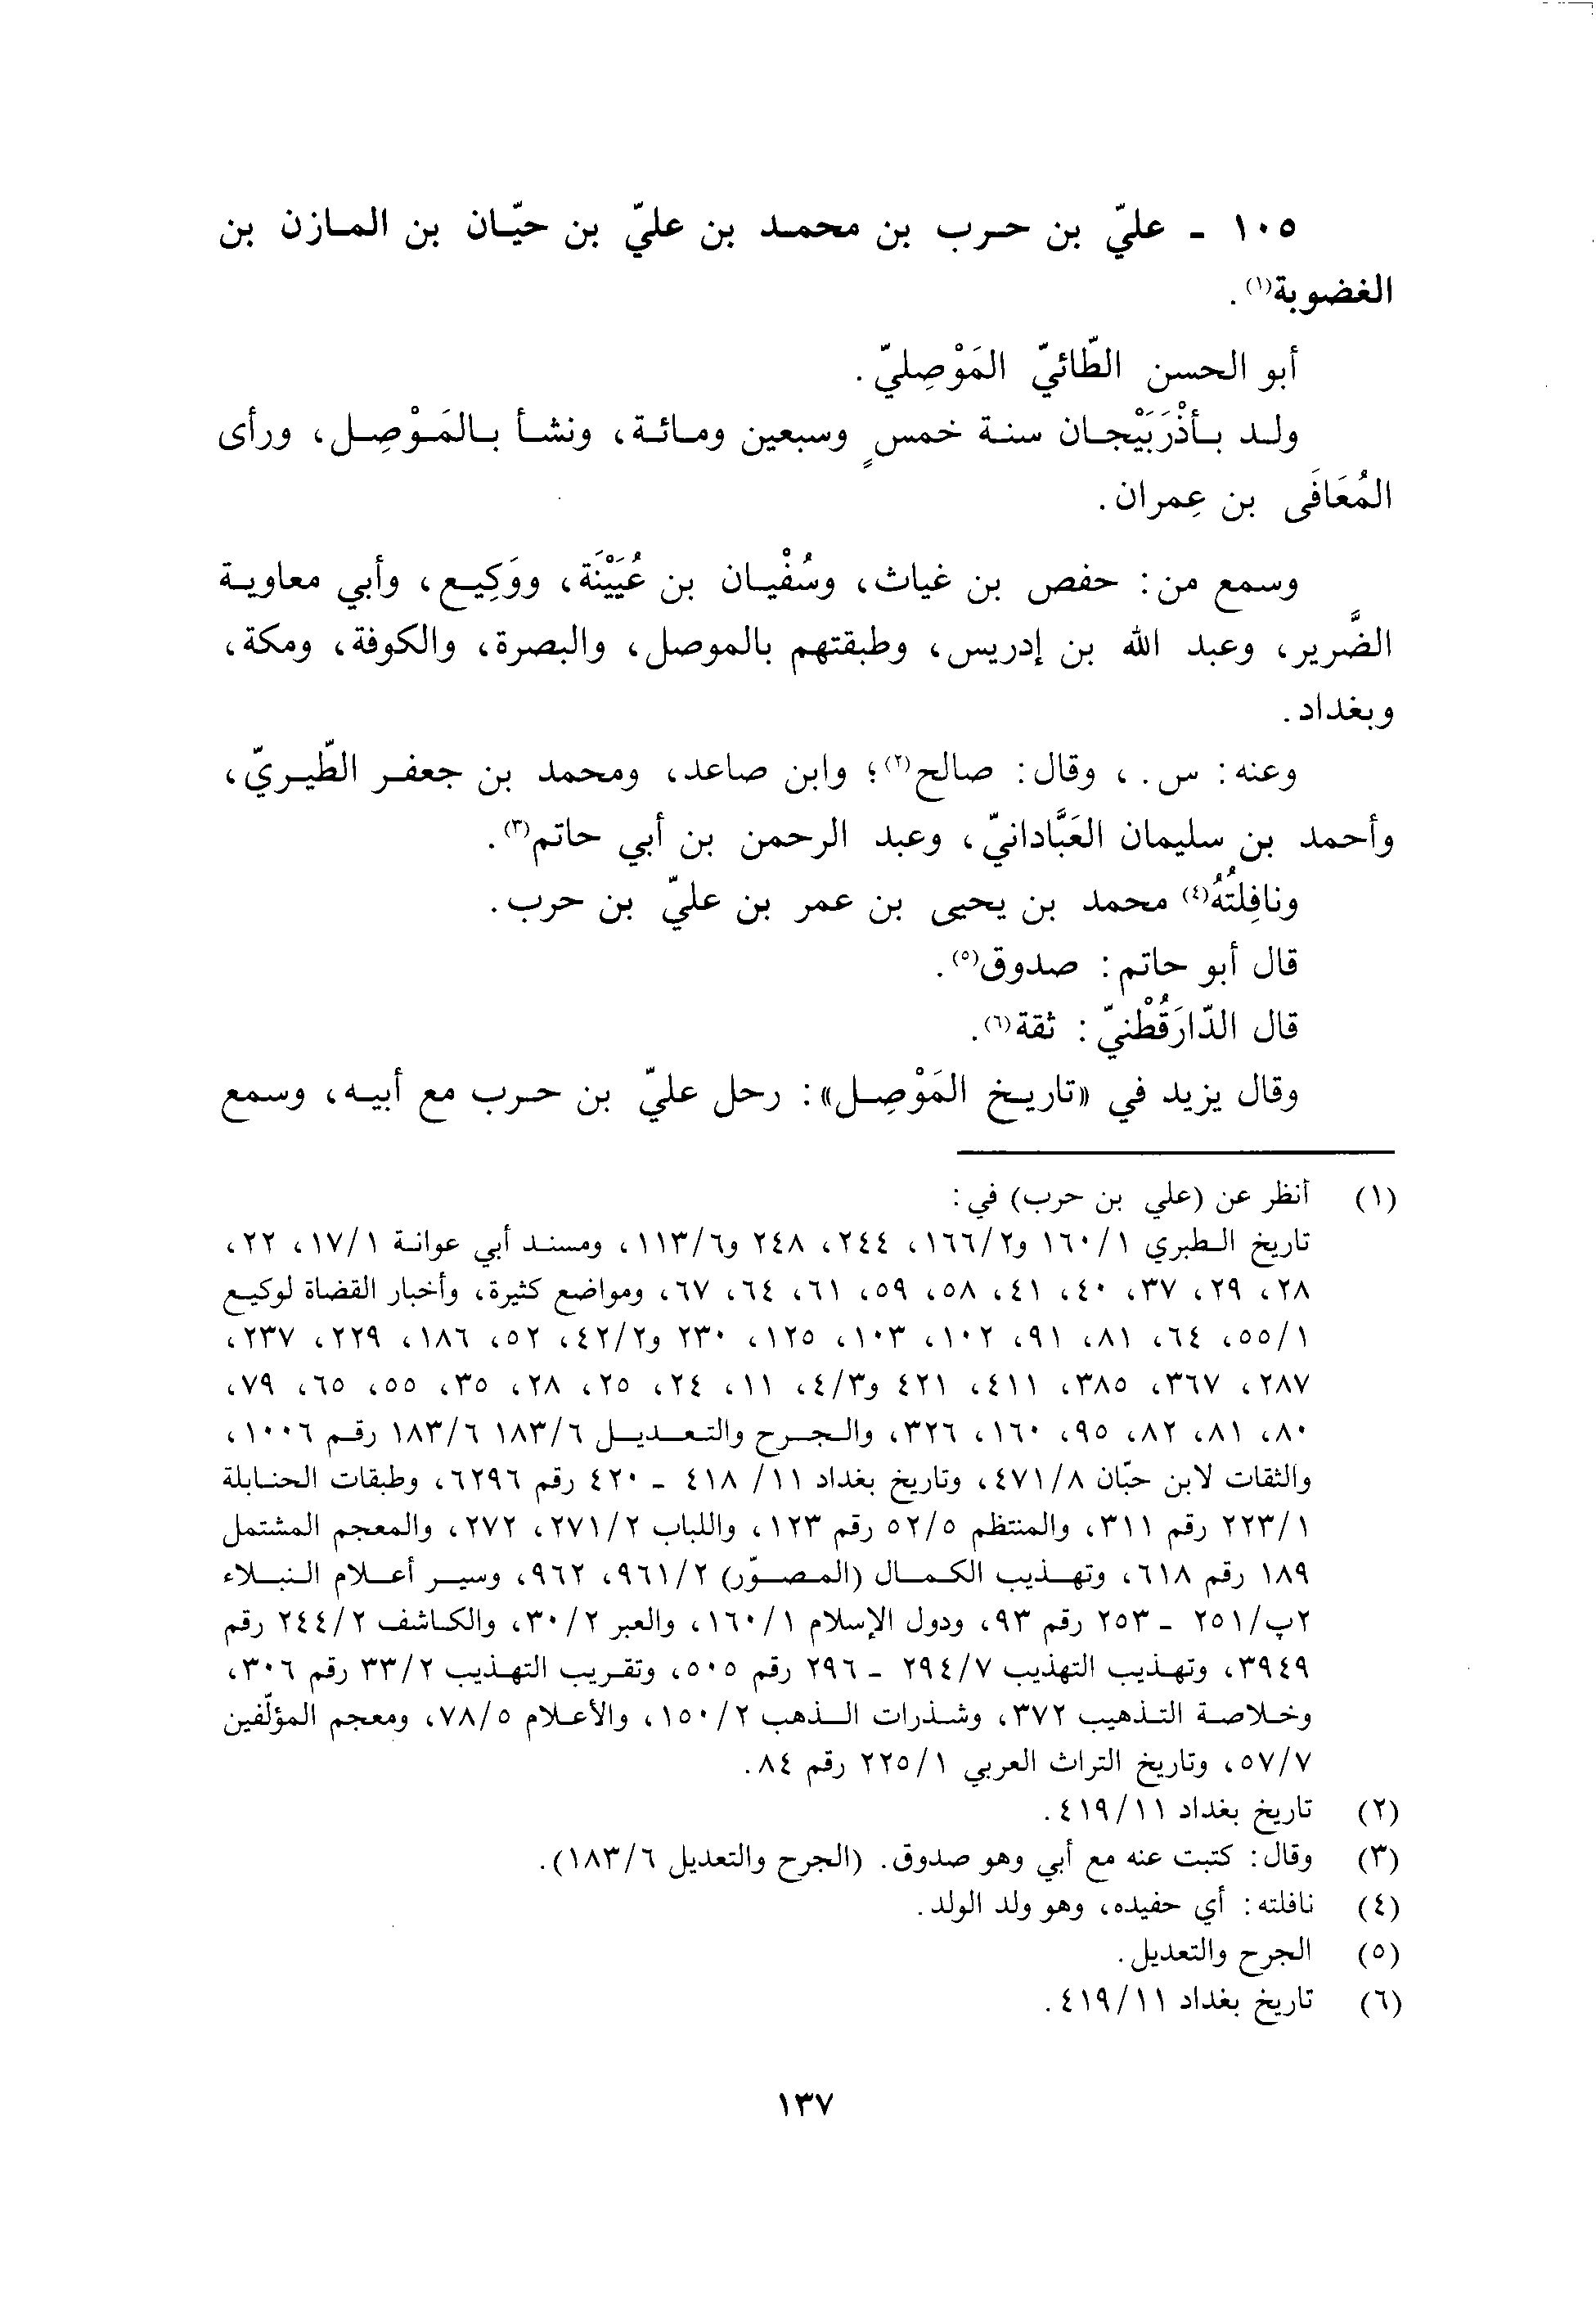 ١٠٥ - عليّ بن حرب بن محمد بن عليّ بن حيّان بن المازن بن
الغضوبة(١).
أبو الحسن الطّائيّ المَوْصِليّ.
ولد بأذْرَبَيْجان سنة خمسٍ وسبعين ومائة، ونشأ بالمَوْصِل، ورأى
المُعَافَى بن عِمران.
وسمع من: حفص بن غياث، وسُفْيان بن عُيَيْنَة، ووَكِيع، وأبي معاوية
الضَّرير، وعبد الله بن إدريس، وطبقتهم بالموصل، والبصرة، والكوفة، ومكة،
وبغداد.
وعنه: س.، وقال: صالح(٢)؛ وابن صاعد، ومحمد بن جعفر الطّيريّ،
وأحمد بن سليمان العَبَّادانيّ، وعبد الرحمن بن أبي حاتم(٣).
ونافِلتُهُ(٤) محمد بن يحيى بن عمر بن عليّ بن حرب.
قال أبو حاتم: صدوق(٥).
قال الدّارَقُطْنيّ: ثقة(٦).
وقال يزيد في «تاريخ المَوْصِل»: رحل عليّ بن حرب مع أبيه، وسمع
(١) أنظر عن (علي بن حرب) في:
تاريخ الطبري ١/١٦٠ و٢/١٦٦، ٢٤٤، ٢٤٨ و٦/١١٣، ومسند أبي عوانة ١/١٧، ٢٢،
٢٨، ٢٩، ٣٧، ٤٠، ٤١، ٥٨، ٥٩، ٦١، ٦٤، ٦٧، ومواضع كثيرة، وأخبار القضاة لوكيع
١/٥٥، ٦٤، ٨١، ٩١، ١٠٢، ١٠٣، ١٢٥، ٢٣٠ و٢/٤٢، ٥٢، ١٨٦، ٢٢٩، ٢٣٧،
٢٨٧، ٣٦٧، ٣٨٥، ٤١١، ٤٢١ و٣/٤، ١١، ٢٤، ٢٥، ٢٨، ٣٥، ٥٥، ٦٥، ٧٩،
٨٠، ٨١، ٨٢، ٩٥، ١٦٠، ٣٢٦، والجرح والتعديل ٦/١٨٣ ٦/١٨٣ رقم ١٠٠٦،
والثقات لابن حبّان ٨/٤٧١، وتاريخ بغداد ١١/ ٤١٨ - ٤٢٠ رقم ٦٢٩٦، وطبقات الحنابلة
١/٢٢٣ رقم ٣١١، والمنتظم ٥/٥٢ رقم ١٢٣، واللباب ٢/٢٧١، ٢٧٢، والمعجم المشتمل
١٨٩ رقم ٦١٨، وتهذيب الكمال (المصوّر) ٢/٩٦١، ٩٦٢، وسير أعلام النبلاء
٢پ/٢٥١ - ٢٥٣ رقم ٩٣، ودول الإسلام ١/١٦٠، والعبر ٢/٣٠، والكاشف ٢/٢٤٤ رقم
٣٩٤٩، وتهذيب التهذيب ٧/٢٩٤ - ٢٩٦ رقم ٥٠٥، وتقريب التهذيب ٢/٣٣ رقم ٣٠٦،
وخلاصة التذهيب ٣٧٢، وشذرات الذهب ٢/١٥٠، والأعلام ٥/٧٨، ومعجم المؤلّفين
٧/٥٧، وتاريخ التراث العربي ١/٢٢٥ رقم ٨٤.
(٢) تاريخ بغداد ١١/٤١٩.
(٣) وقال: كتبت عنه مع أبي وهو صدوق. (الجرح والتعديل ٦/١٨٣).
(٤) نافلته: أي حفيده، وهو ولد الولد.
(٥) الجرح والتعديل.
(٦) تاريخ بغداد ١١/٤١٩.
١٣٧